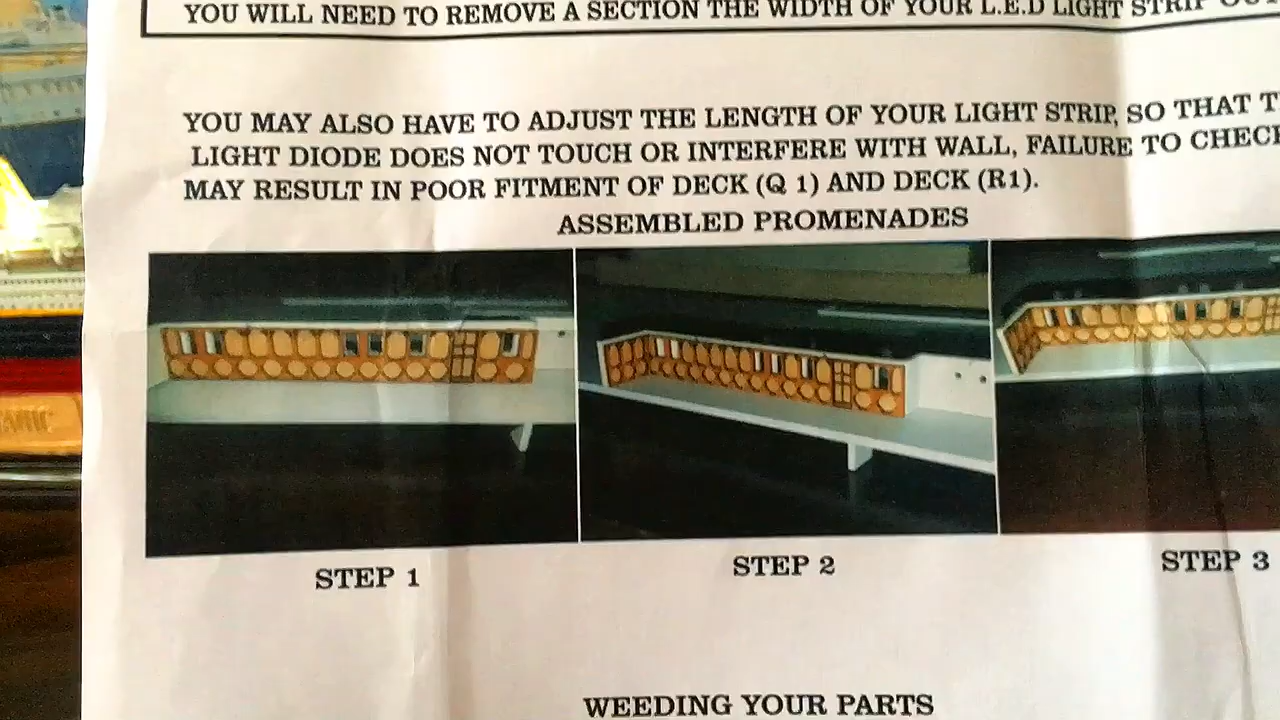 YOU WILL NEED TO REMOVE A SECTION THE WIDTH OF YOUR L.E.D LIGHT STRIP
YOU MAY ALSO HAVE TO ADJUST THE LENGTH OF YOUR LIGHT STRIP, SO THAT
LIGHT DIODE DOES NOT TOUCH OR INTERFERE WITH WALL, FAILURE TO CHECK
MAY RESULT IN POOR FITMENT OF DECK (Q 1) AND DECK (R1).
ASSEMBLED PROMENADES
STEP 1
STEP 2
STEP 3
WEEDING YOUR PARTS